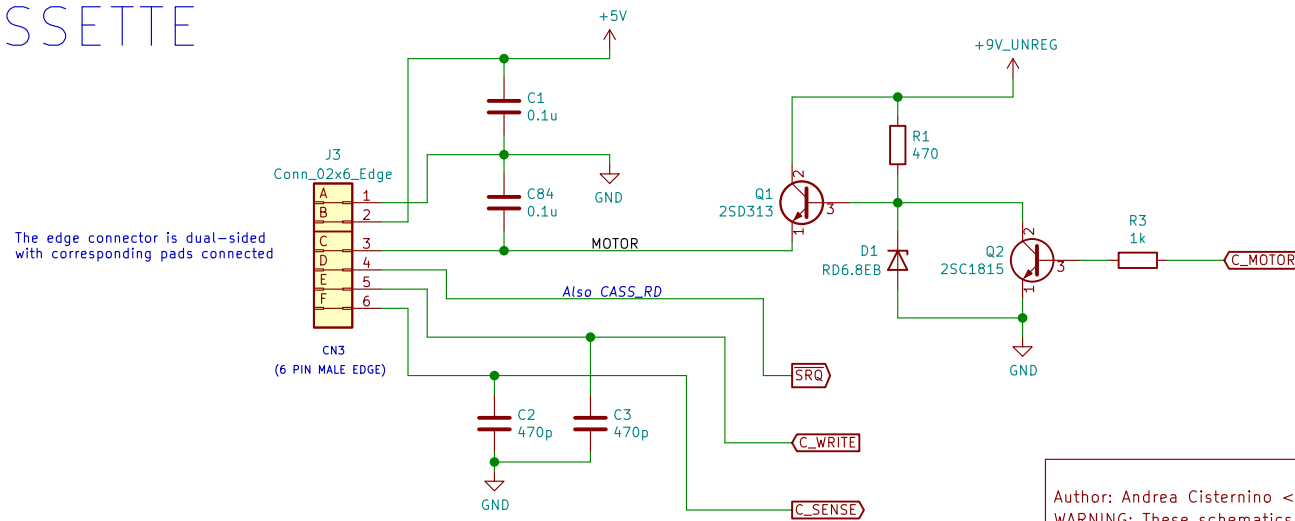 SSETTE
+5V
+9V_UNREG
C1
0.1u
R1
470
J3
Conn_02x6_Edge
GND
C84
0.1u
A 1
B 2
C 3
D 4
E 5
F 6
Q1
2SD313
2
3
1
The edge connector is dual-sided
with corresponding pads connected
MOTOR
D1
RD6.8EB
Q2
2SC1815
2
3
1
R3
1k
C_MOTOR
Also CASS_RD
CN3
(6 PIN MALE EDGE)
GND
SRQ
C2
470p
C3
470p
C_WRITE
GND
C_SENSE
Author: Andrea Cisternino <
WARNING: These schematics